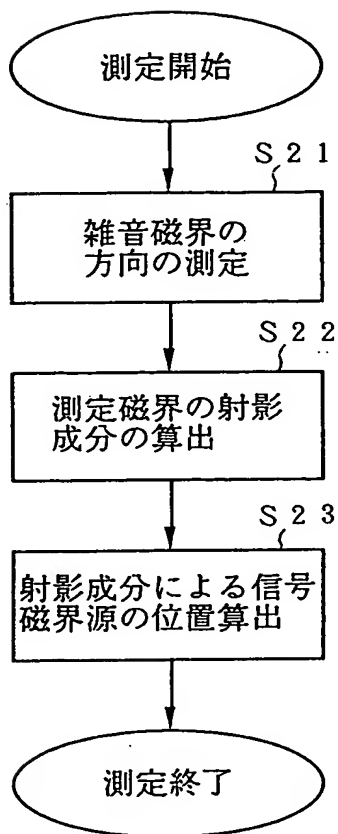 測定開始
S21
雑音磁界の
方向の測定
S22
測定磁界の射影
成分の算出
S23
射影成分による信号
磁界源の位置算出
測定終了